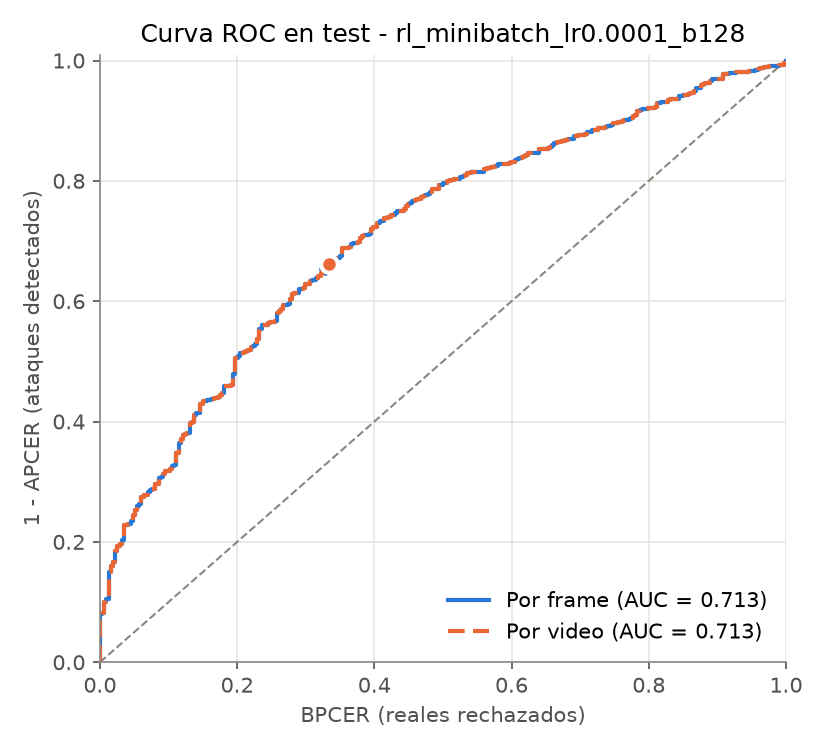 Curva ROC en test - rl_minibatch_lr0.0001_b128
1 - APCER (ataques detectados)
1.0
0.8
0.6
0.4
0.2
0.0
Por frame (AUC = 0.713)
Por video (AUC = 0.713)
0.0 0.2 0.4 0.6 0.8 1.0
BPCER (reales rechazados)